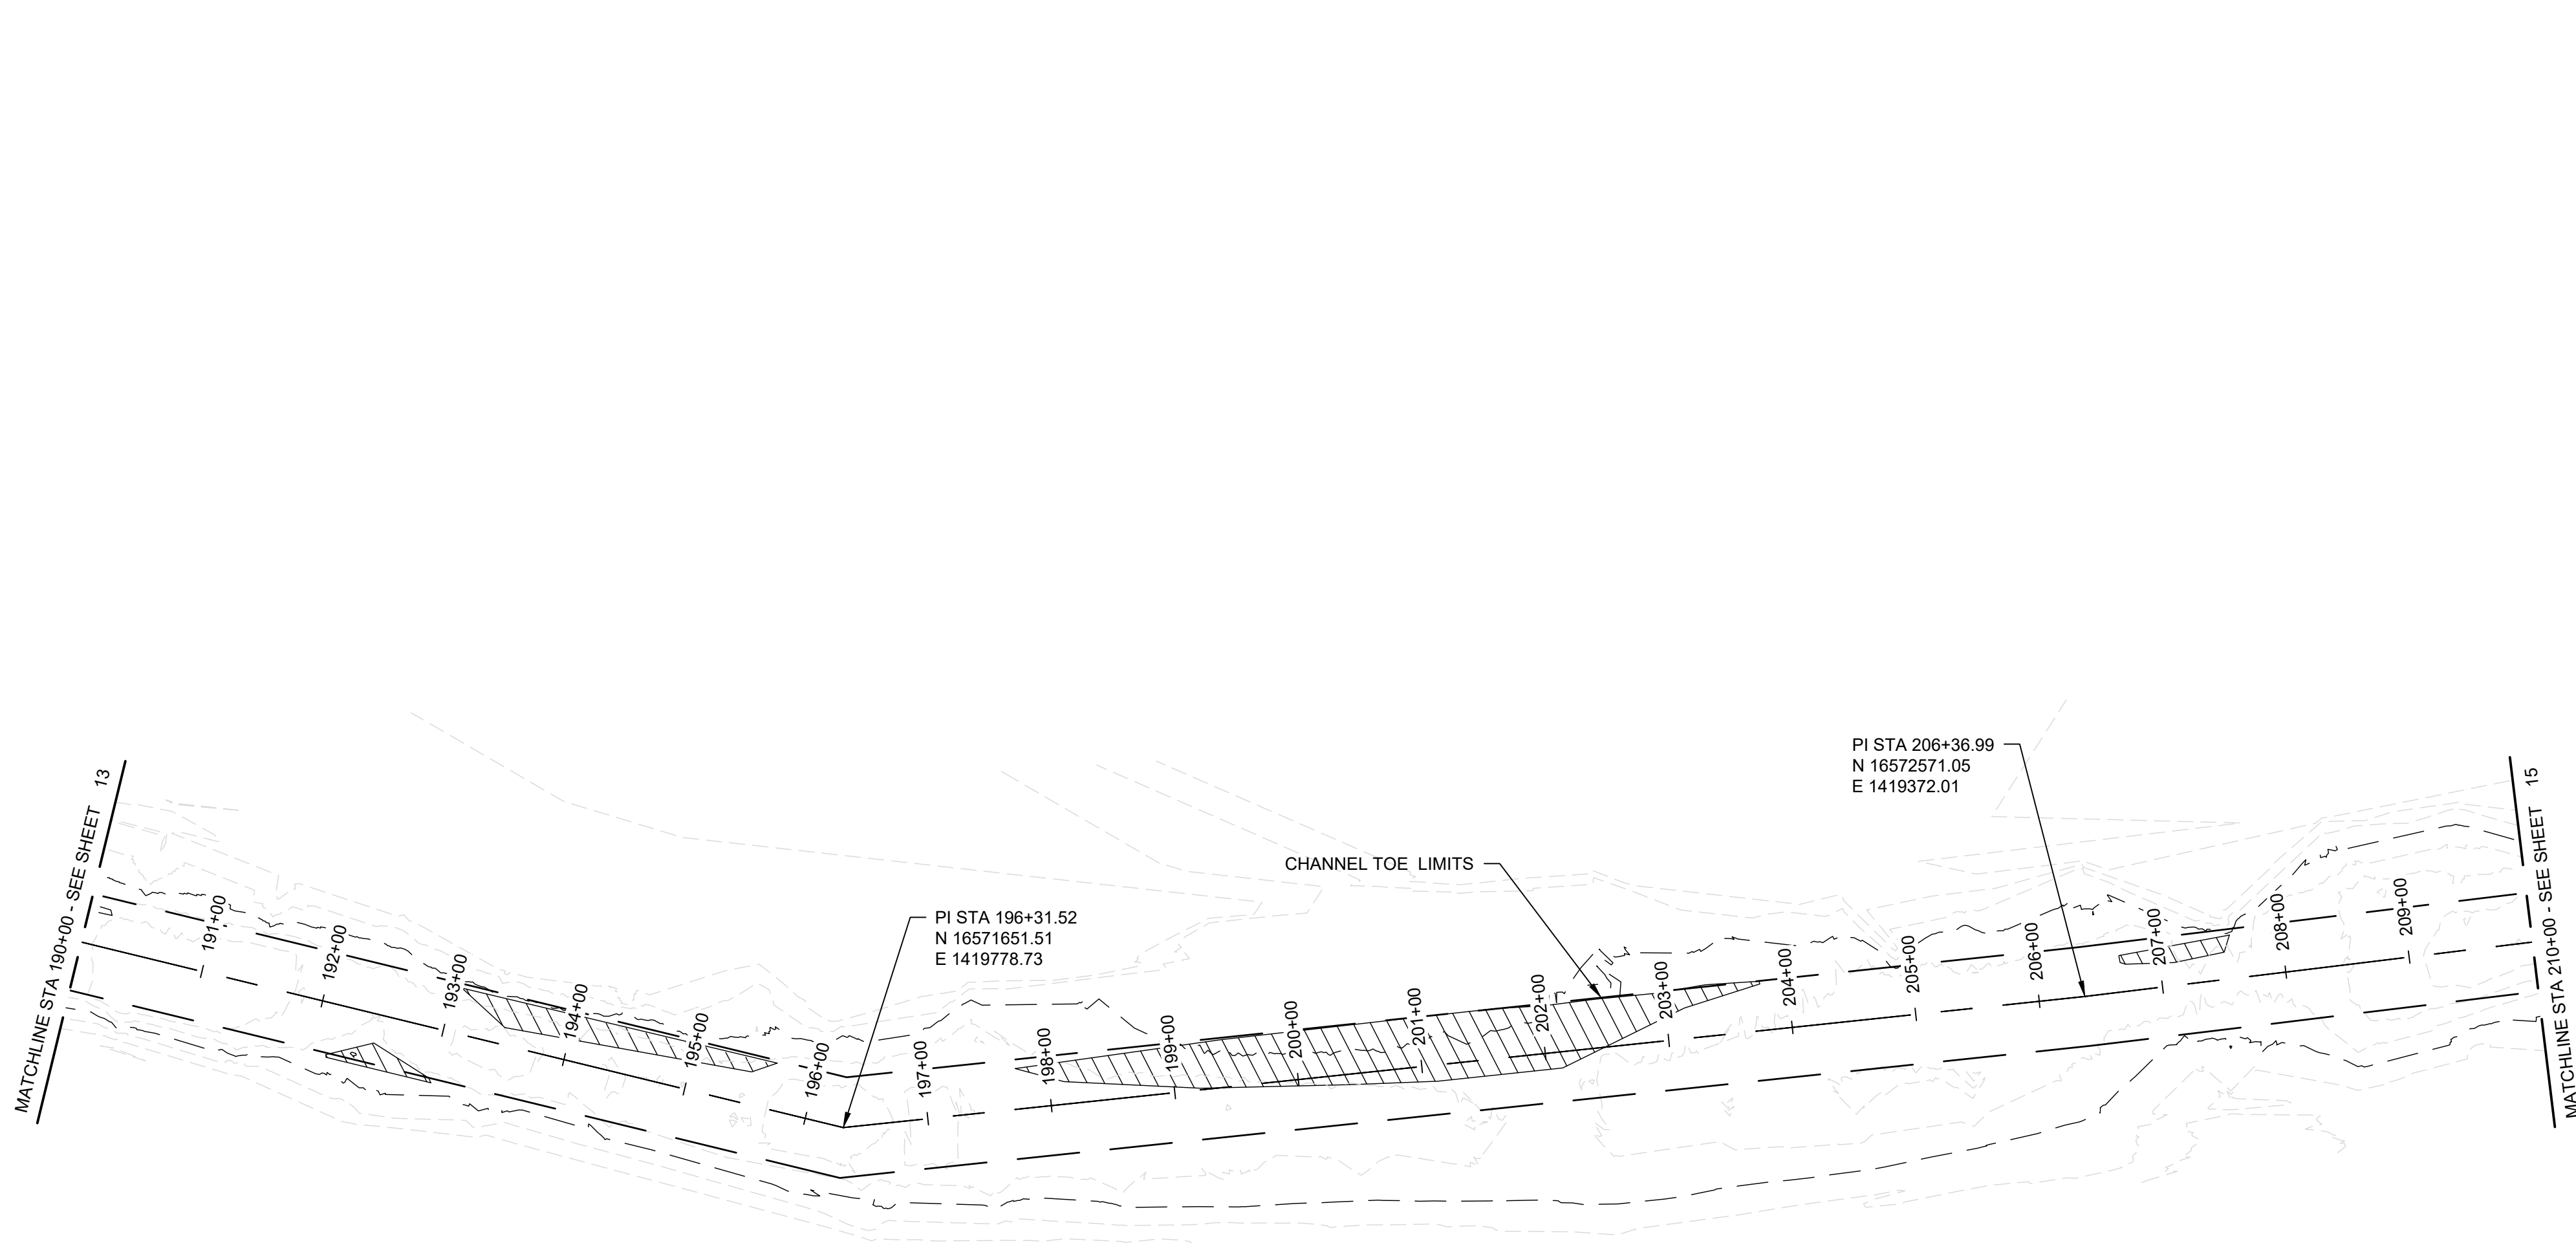 PI STA 206+36.99
N 16572571.05
E 1419372.01
CHANNEL TOE LIMITS
PI STA 196+31.52
N 16571651.51
E 1419778.73
MATCHLINE STA 190+00 - SEE SHEET 13
191+00
192+00
193+00
194+00
195+00
196+00
197+00
198+00
199+00
200+00
201+00
202+00
203+00
204+00
205+00
206+00
207+00
208+00
209+00
MATCHLINE STA 210+00 - SEE SHEET 15